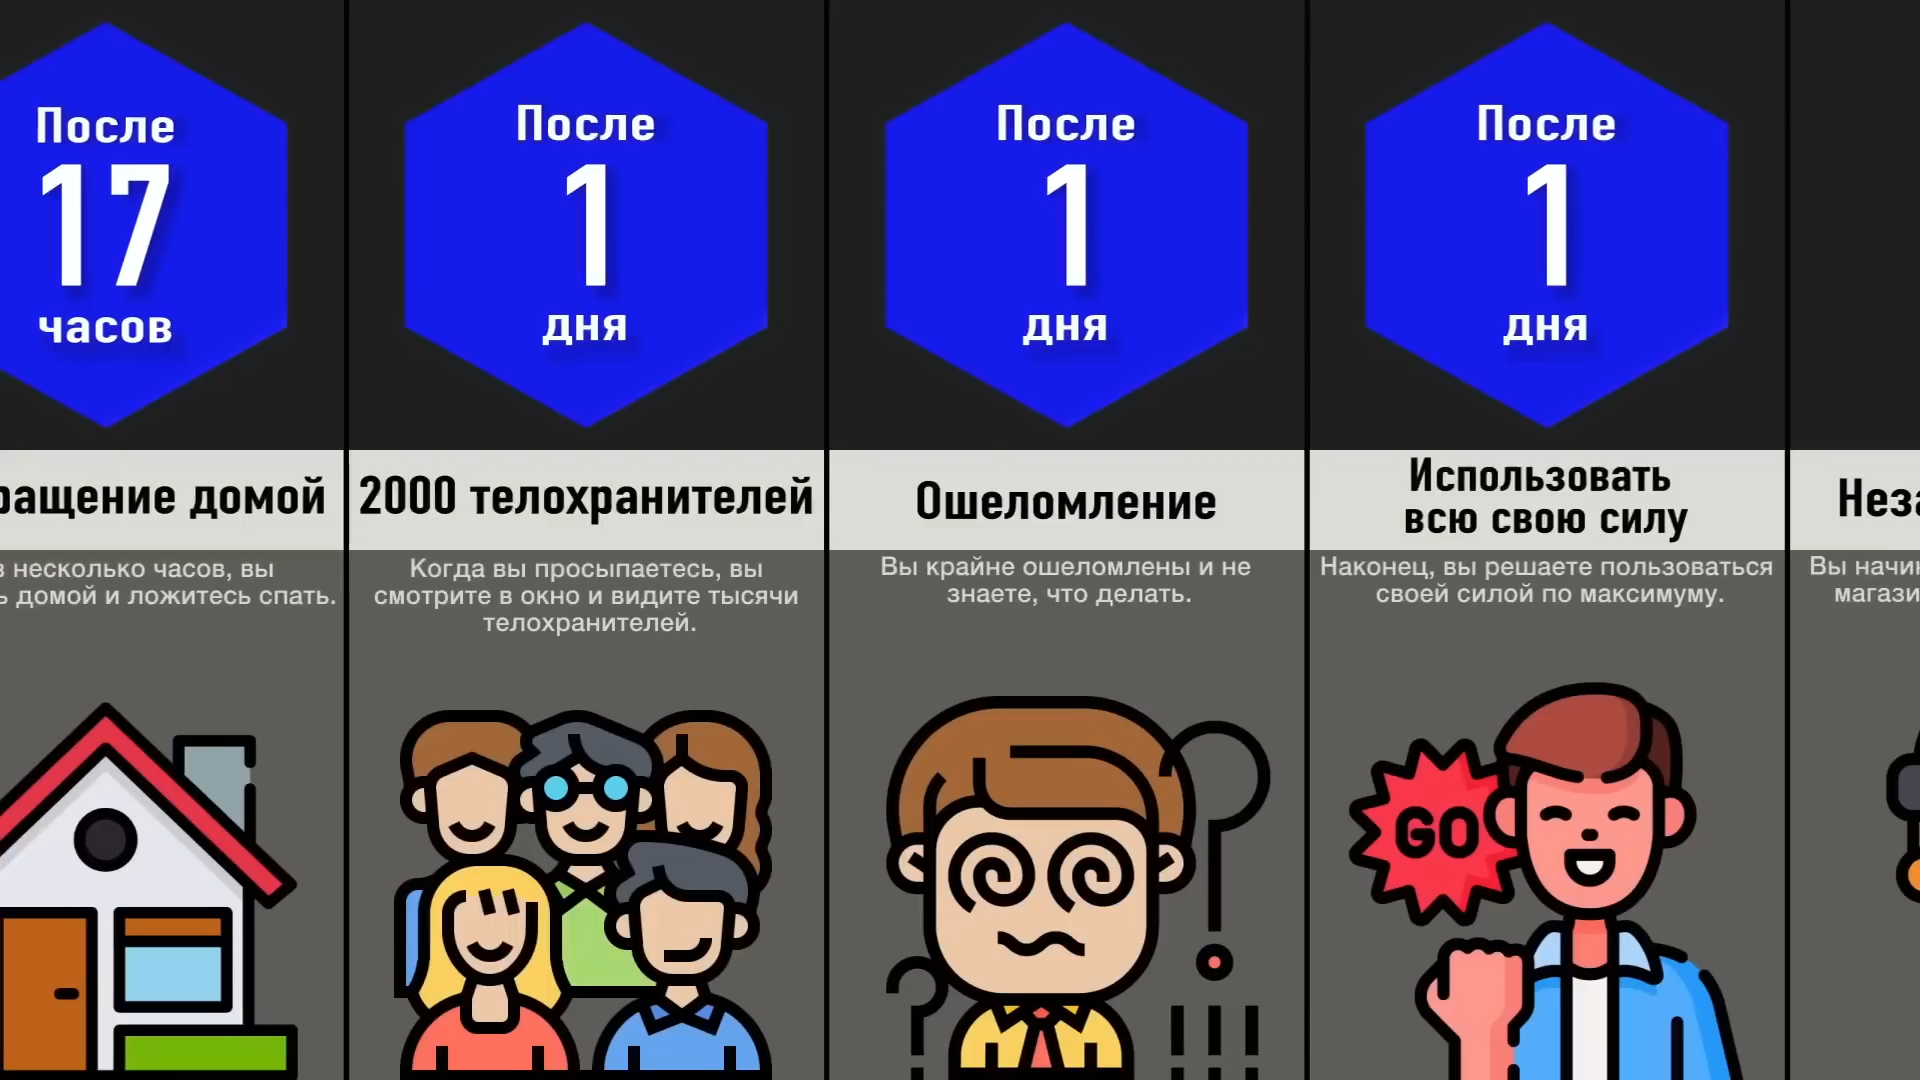 После
17
часов
ращение домой
з несколько часов, вы
ь домой и ложитесь спать.
После
1
дня
2000 телохранителей
Когда вы просыпаетесь, вы
смотрите в окно и видите тысячи
телохранителей.
После
1
дня
Ошеломление
Вы крайне ошеломлены и не
знаете, что делать.
После
1
дня
Использовать
всю свою силу
Наконец, вы решаете пользоваться
своей силой по максимуму.
GO
Неза
Вы начин
магази